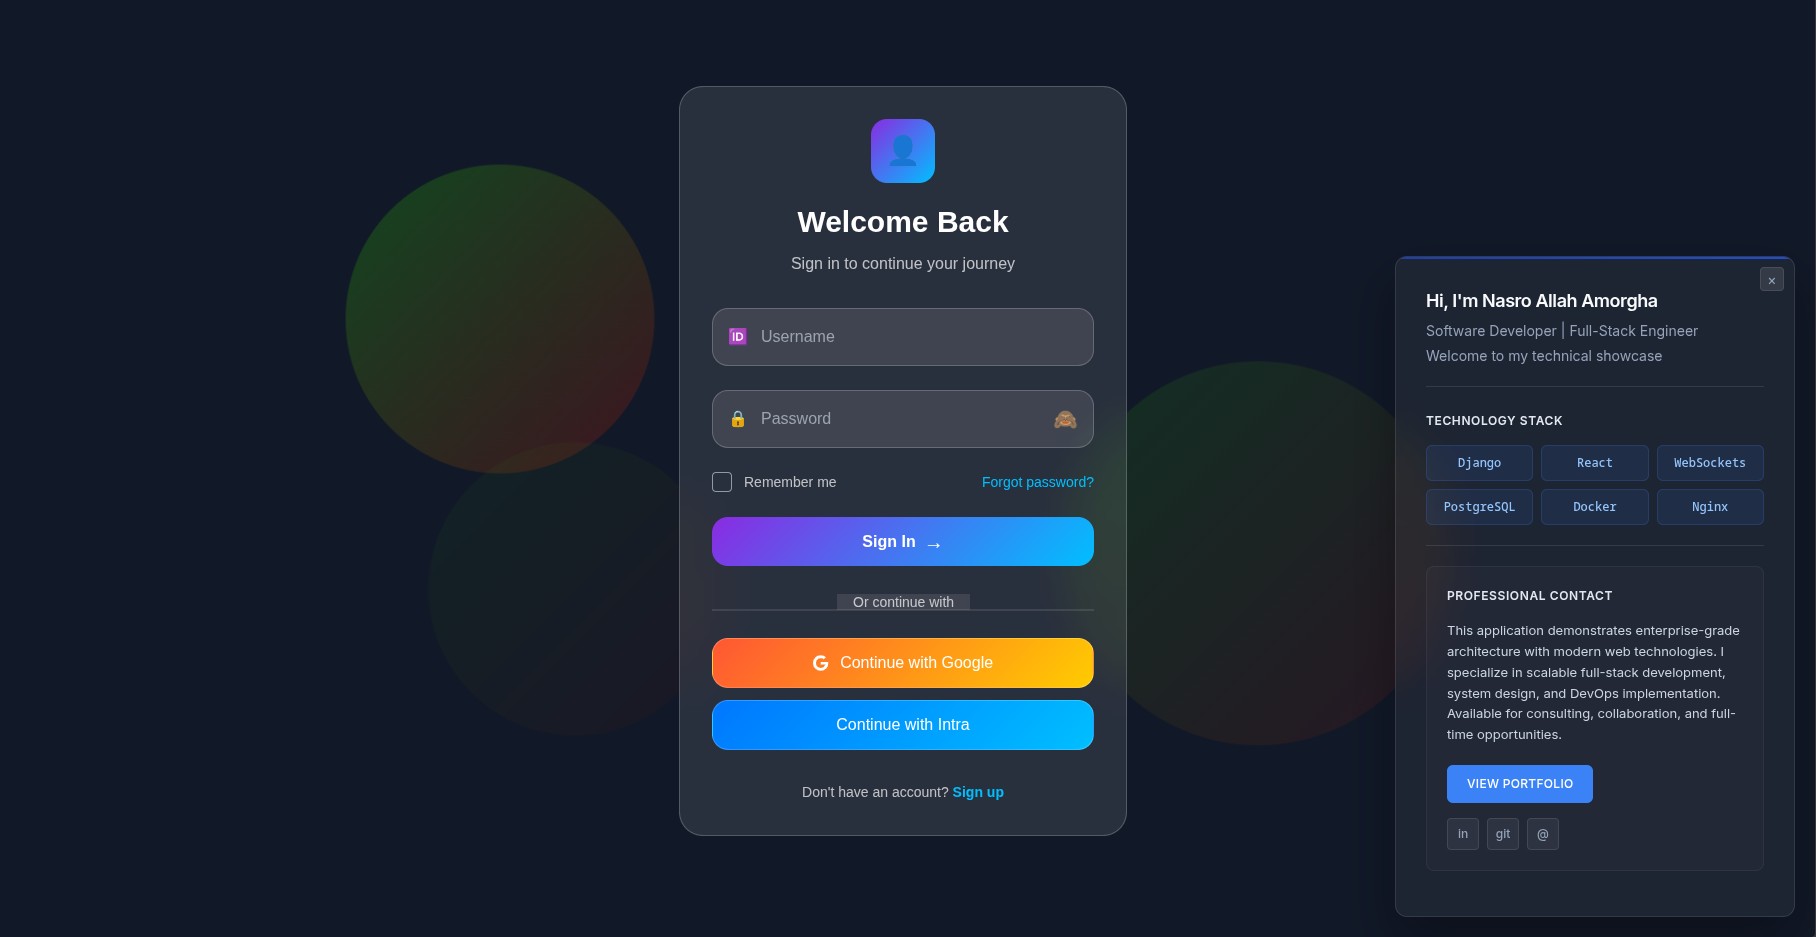 Welcome Back
Sign in to continue your journey
🆔 Username
🔒 Password 🙈
Remember me
Forgot password?
Sign In →
Or continue with
G Continue with Google
Continue with Intra
Don't have an account? Sign up
×
Hi, I'm Nasro Allah Amorgha
Software Developer | Full-Stack Engineer
Welcome to my technical showcase
TECHNOLOGY STACK
Django React WebSockets
PostgreSQL Docker Nginx
PROFESSIONAL CONTACT
This application demonstrates enterprise-grade
architecture with modern web technologies. I
specialize in scalable full-stack development,
system design, and DevOps implementation.
Available for consulting, collaboration, and full-
time opportunities.
VIEW PORTFOLIO
in git @